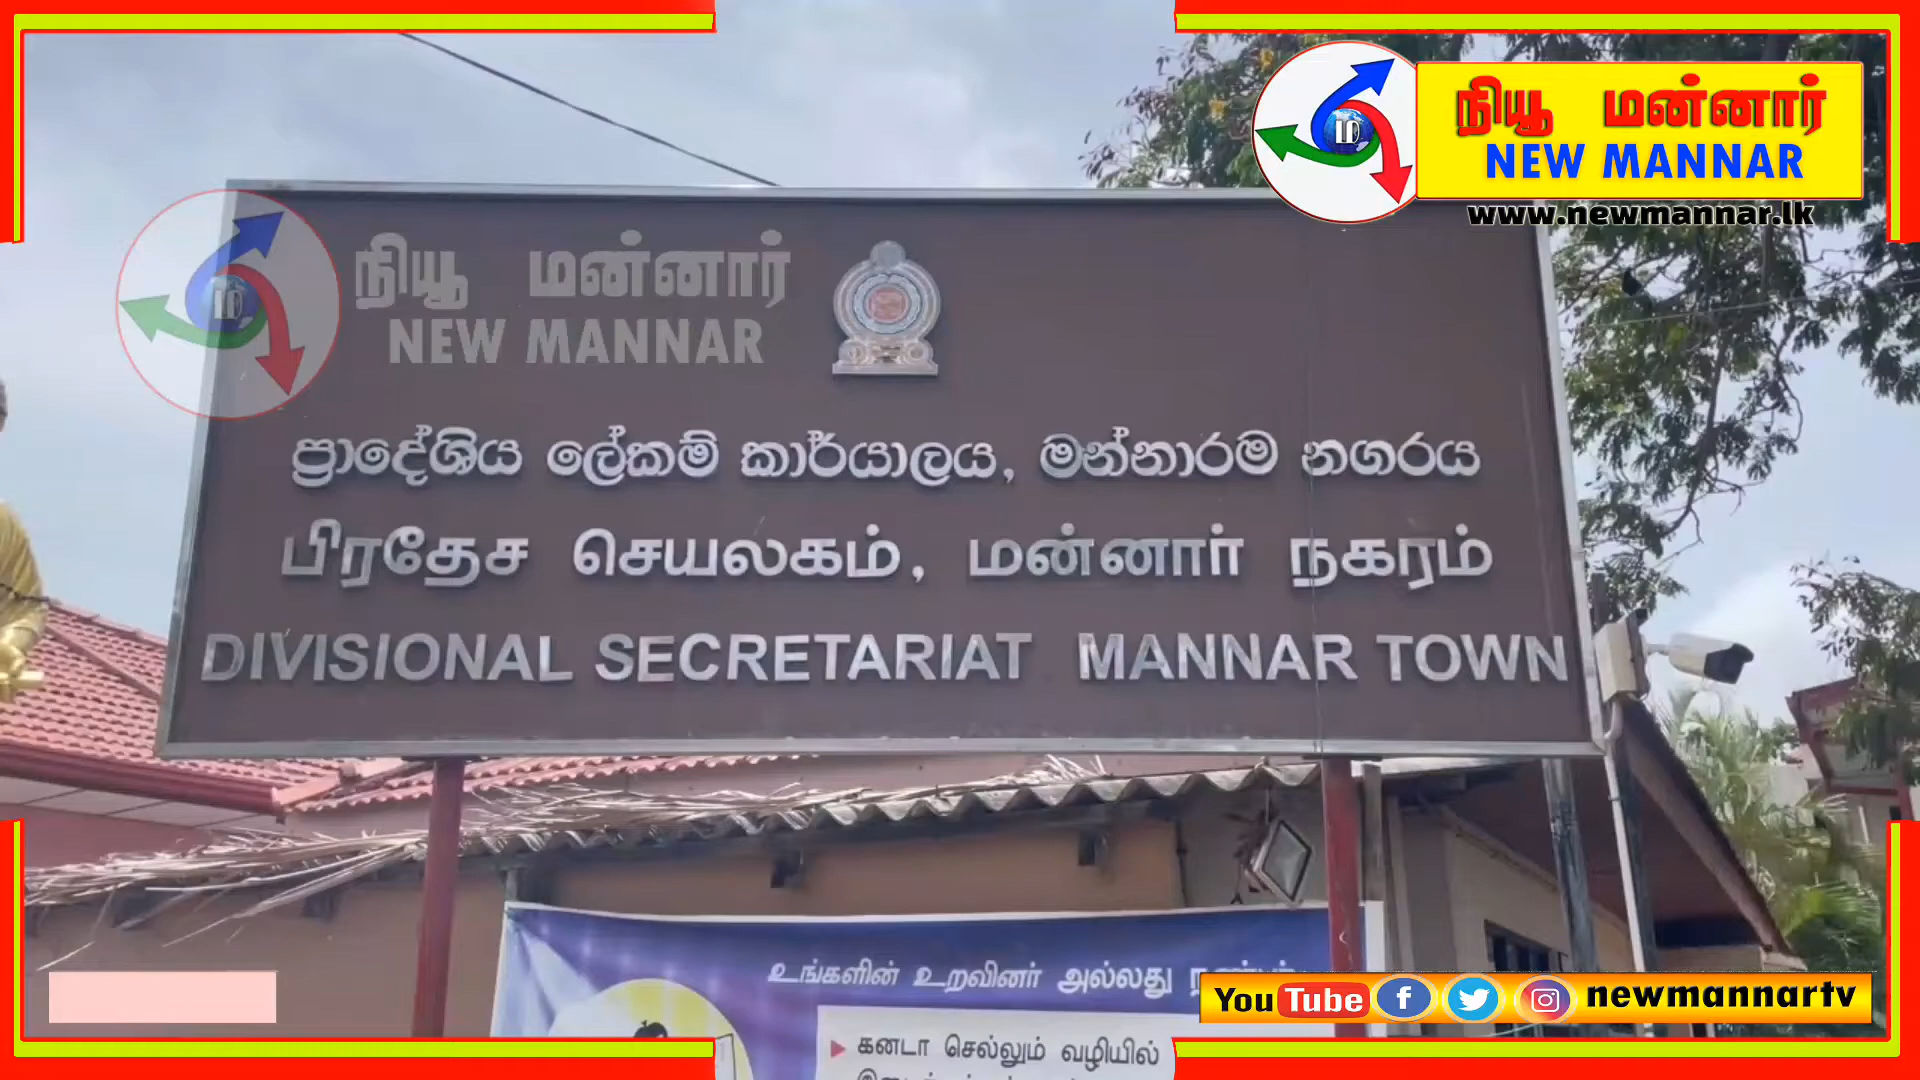 நியூ மன்னார்
NEW MANNAR
www.newmannar.lk
நியூ மன்னார்
NEW MANNAR
ප්‍රාදේශිය ලේකම් කාර්යාලය, මන්නාරම නගරය
பிரதேச செயலகம், மன்னார் நகரம்
DIVISIONAL SECRETARIAT MANNAR TOWN
உங்களின் உறவினர் அல்லது
YouTube newmannartv
கனடா செல்லும் வழியில்